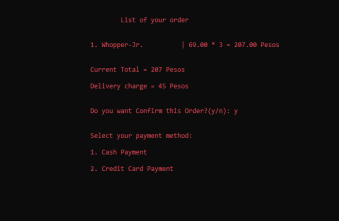 List of your order
1. Whopper-Jr. | 69.00 * 3 = 207.00 Pesos
Current Total = 207 Pesos
Delivery charge = 45 Pesos
Do you want Confirm this Order?(y/n): y
Select your payment method:
1. Cash Payment
2. Credit Card Payment